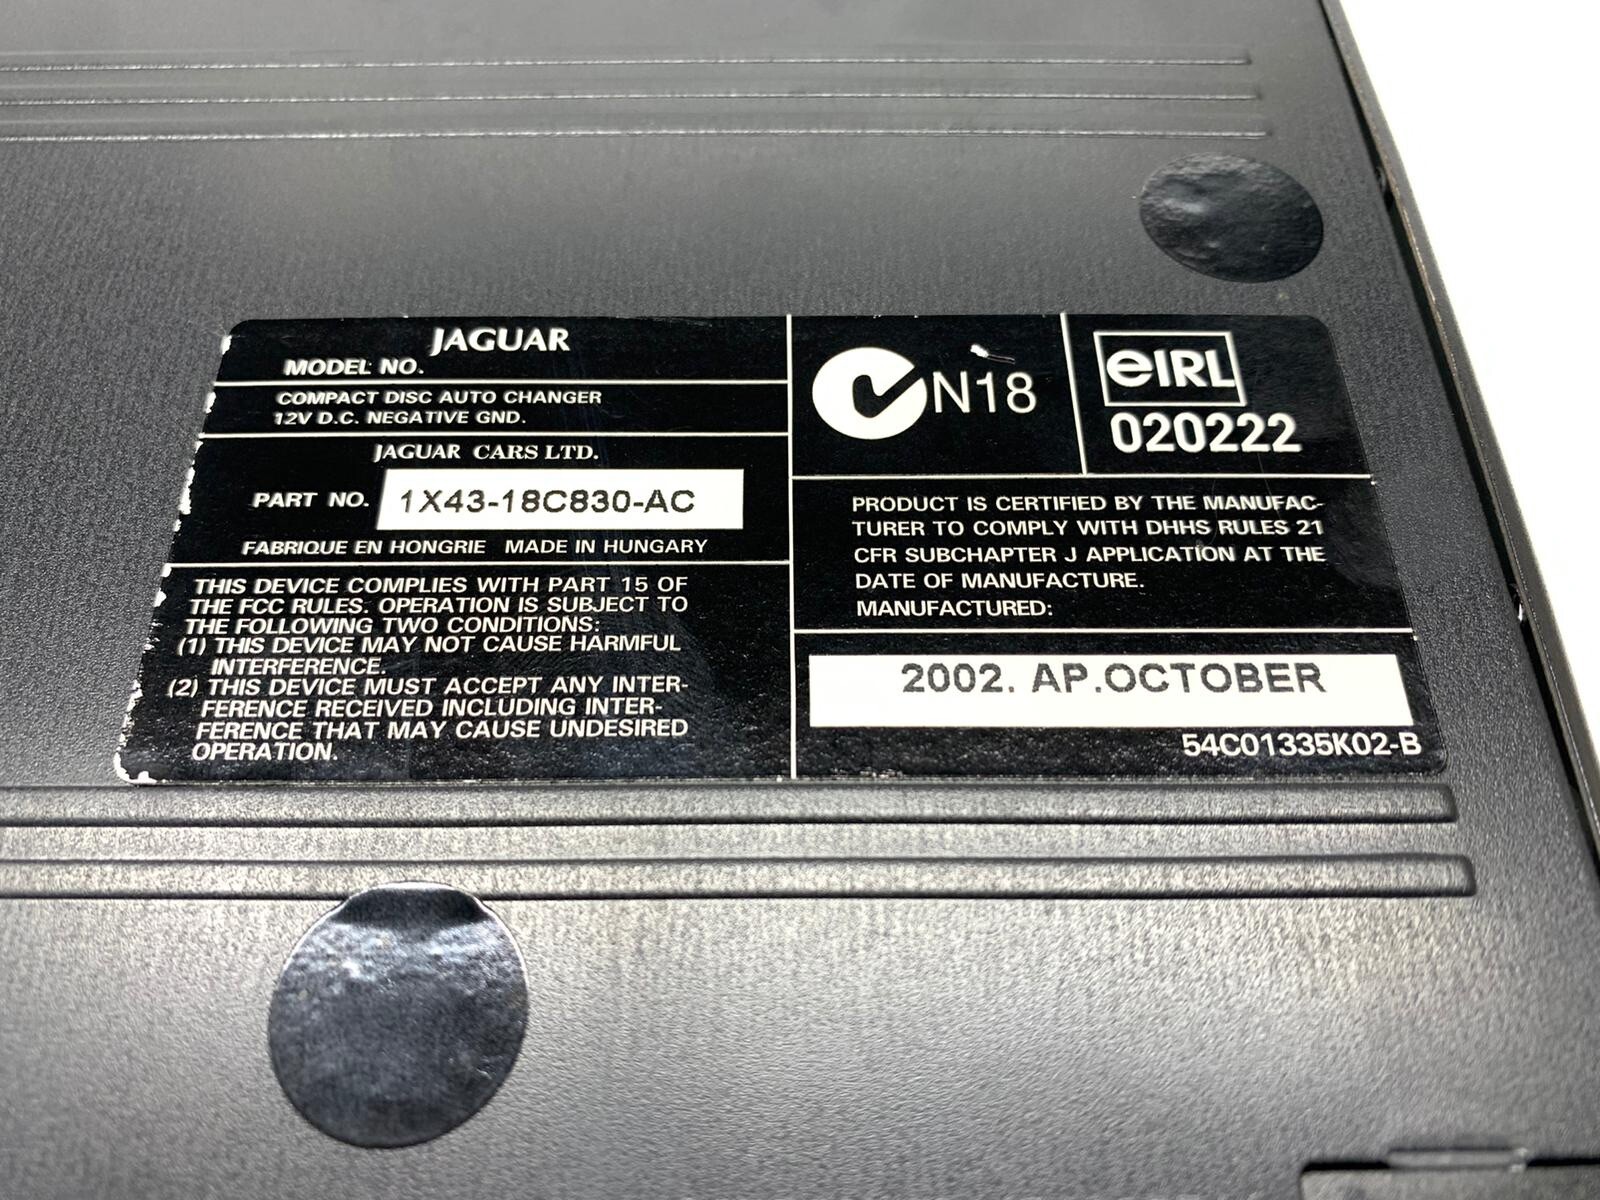 JAGUAR
MODEL NO.
COMPACT DISC AUTO CHANGER
12V D.C. NEGATIVE GND.
JAGUAR CARS LTD.
PART NO. 1X43-18C830-AC
FABRIQUE EN HONGRIE MADE IN HUNGARY
THIS DEVICE COMPLIES WITH PART 15 OF
THE FCC RULES. OPERATION IS SUBJECT TO
THE FOLLOWING TWO CONDITIONS:
(1) THIS DEVICE MAY NOT CAUSE HARMFUL
INTERFERENCE.
(2) THIS DEVICE MUST ACCEPT ANY INTER-
FERENCE RECEIVED INCLUDING INTER-
FERENCE THAT MAY CAUSE UNDESIRED
OPERATION.
N18
eIRL
020222
PRODUCT IS CERTIFIED BY THE MANUFAC-
TURER TO COMPLY WITH DHHS RULES 21
CFR SUBCHAPTER J APPLICATION AT THE
DATE OF MANUFACTURE.
MANUFACTURED:
2002. AP.OCTOBER
54C01335K02-B